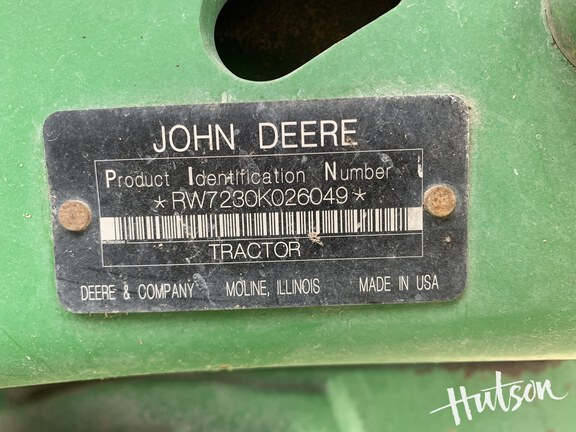 JOHN DEERE
Product Identification Number
*RW7230K026049*
TRACTOR
DEERE & COMPANY MOLINE, ILLINOIS MADE IN USA
Hutson